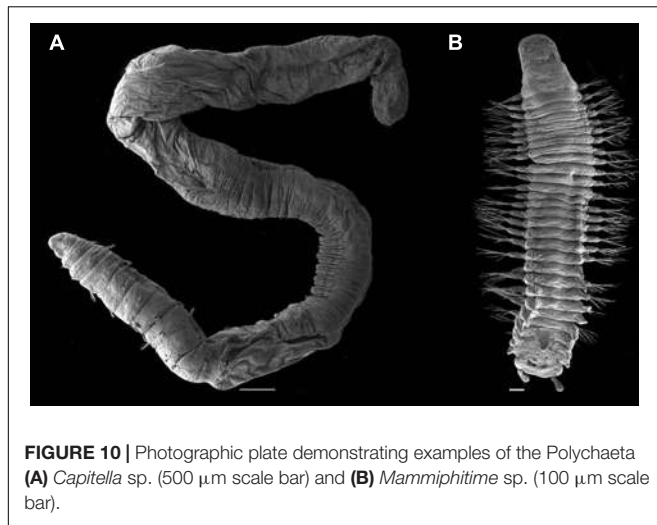 A B
FIGURE 10 | Photographic plate demonstrating examples of the Polychaeta
(A) Capitella sp. (500 μm scale bar) and (B) Mammiphitime sp. (100 μm scale
bar).